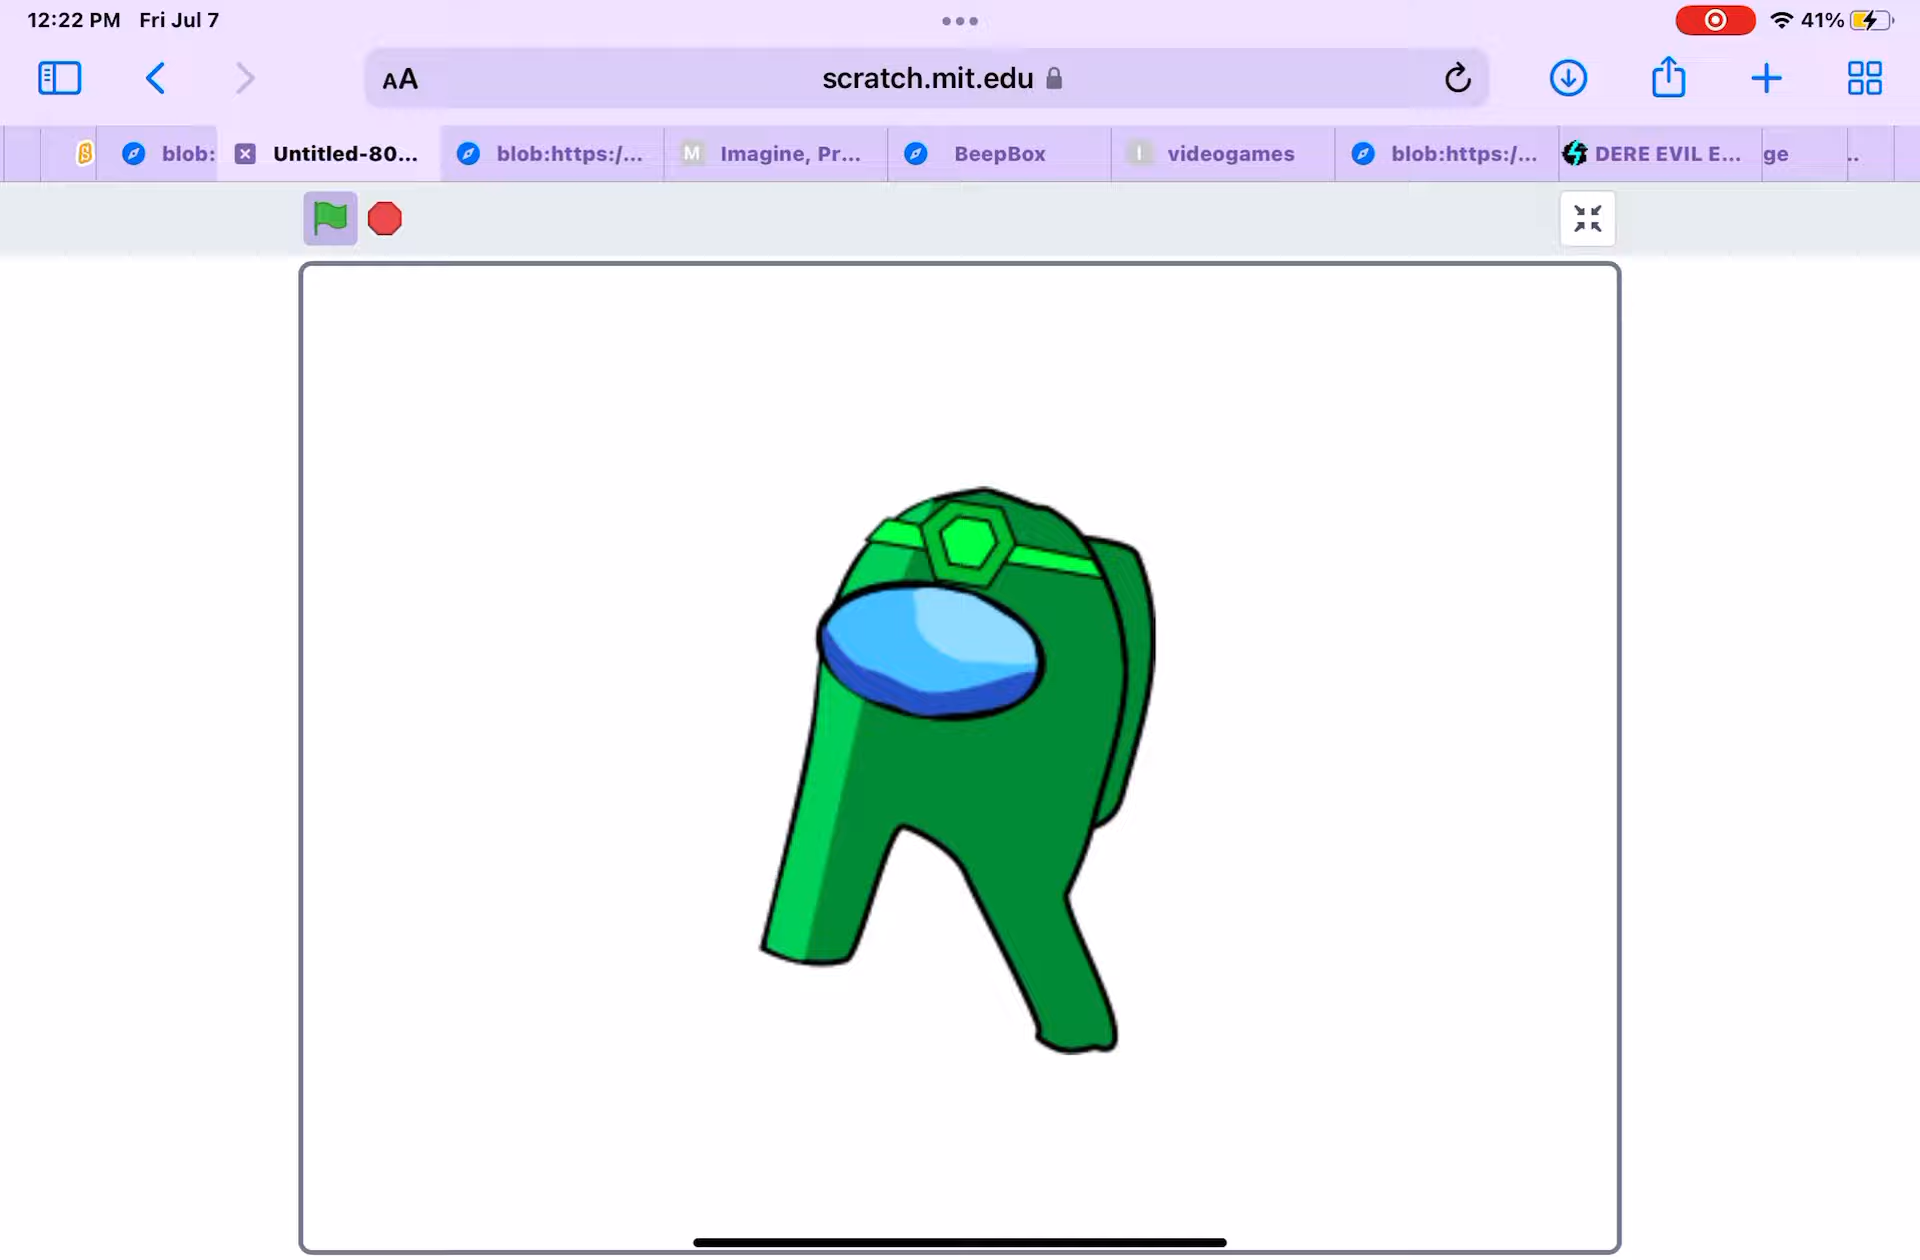 12:22 PM Fri Jul 7
41%
AA
scratch.mit.edu
blob:
Untitled-80...
blob:https:/...
M
Imagine, Pr...
BeepBox
I
videogames
blob:https:/...
DERE EVIL E...
ge
..